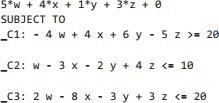 5*w + 4*x + 1*y + 3*z + 0
SUBJECT TO
_C1: - 4 w + 4 x + 6 y - 5 z >= 20
_C2: w - 3 x - 2 y + 4 z <= 10
_C3: 2 w - 8 x - 3 y + 3 z <= 20